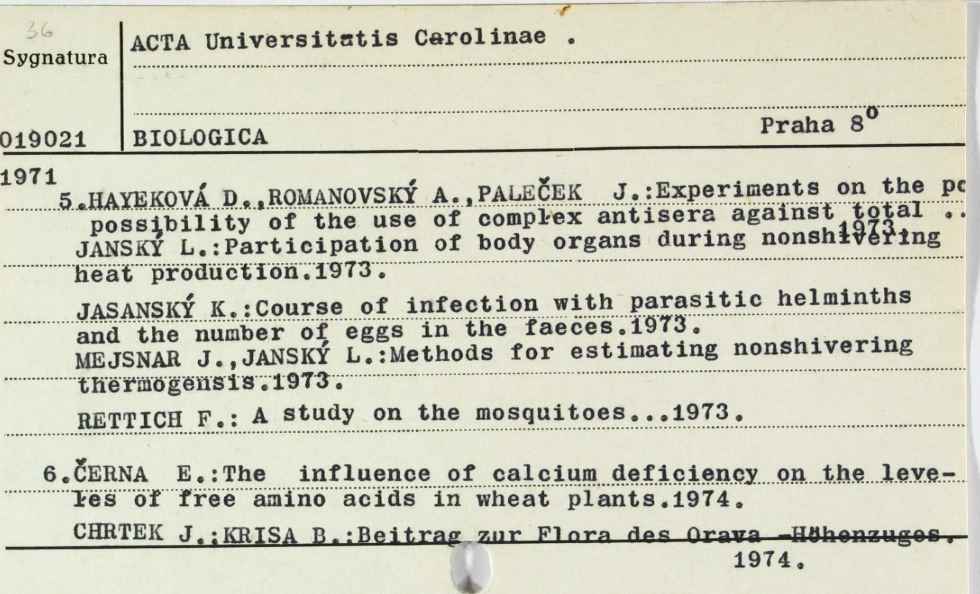 36
Sygnatura
ACTA Universitatis Carolinae .
019021
BIOLOGICA
Praha 8⁰
1971
5.HAYEKOVÁ D.,ROMANOVSKÝ A.,PALEČEK J.:Experiments on the po
possibility of the use of complex antisera against total ..
1973.
JANSKÝ L.:Participation of body organs during nonshivering
heat production.1973.
JASANSKÝ K.:Course of infection with parasitic helminths
and the number of eggs in the faeces.1973.
MEJSNAR J.,JANSKÝ L.:Methods for estimating nonshivering
thermogensis.1973.
RETTICH F.: A study on the mosquitoes...1973.
6.ČERNA E.:The influence of calcium deficiency on the leve-
les of free amino acids in wheat plants.1974.
CHRTEK J.;KRISA B.:Beitrag zur Flora des Orava -Höhenzuges.
1974.